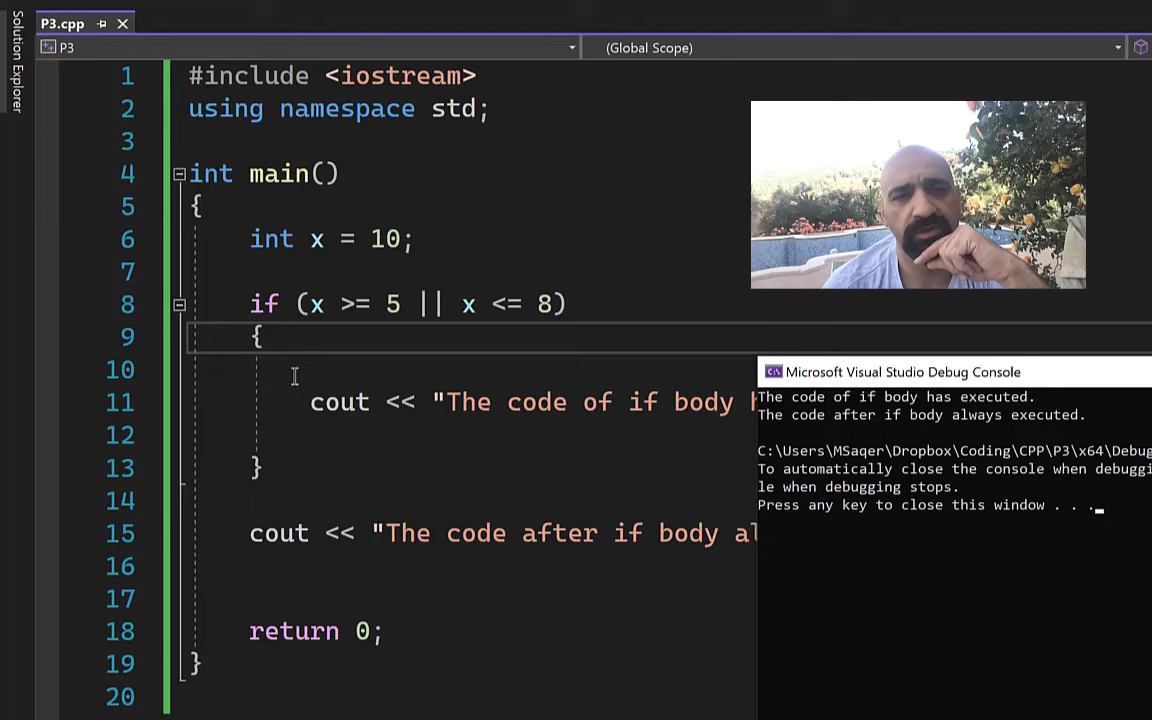 Solution Explorer
P3.cpp
P3
(Global Scope)
1 #include <iostream>
2 using namespace std;
3
4 int main()
5 {
6 int x = 10;
7
8 if (x >= 5 || x <= 8)
9 {
10
11 cout << "The code of if body
12
13 }
14
15 cout << "The code after if body
16
17
18 return 0;
19 }
20
Microsoft Visual Studio Debug Console
The code of if body has executed.
The code after if body always executed.
C:\Users\MSaqer\Dropbox\Coding\CPP\P3\x64\Debug
To automatically close the console when debuggi
le when debugging stops.
Press any key to close this window . . .